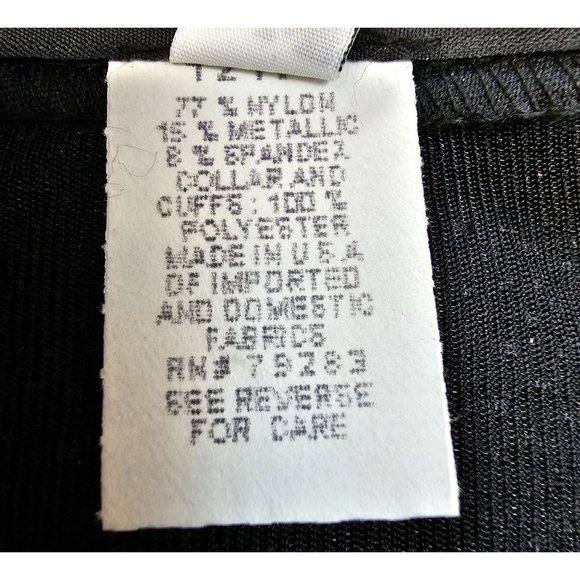 77 % NYLON
15 % METALLIC
8 % SPANDEX
COLLAR AND
CUFFS : 100 %
POLYESTER
MADE IN U S A
OF IMPORTED
AND DOMESTIC
FABRICS
RN# 79263
SEE REVERSE
FOR CARE